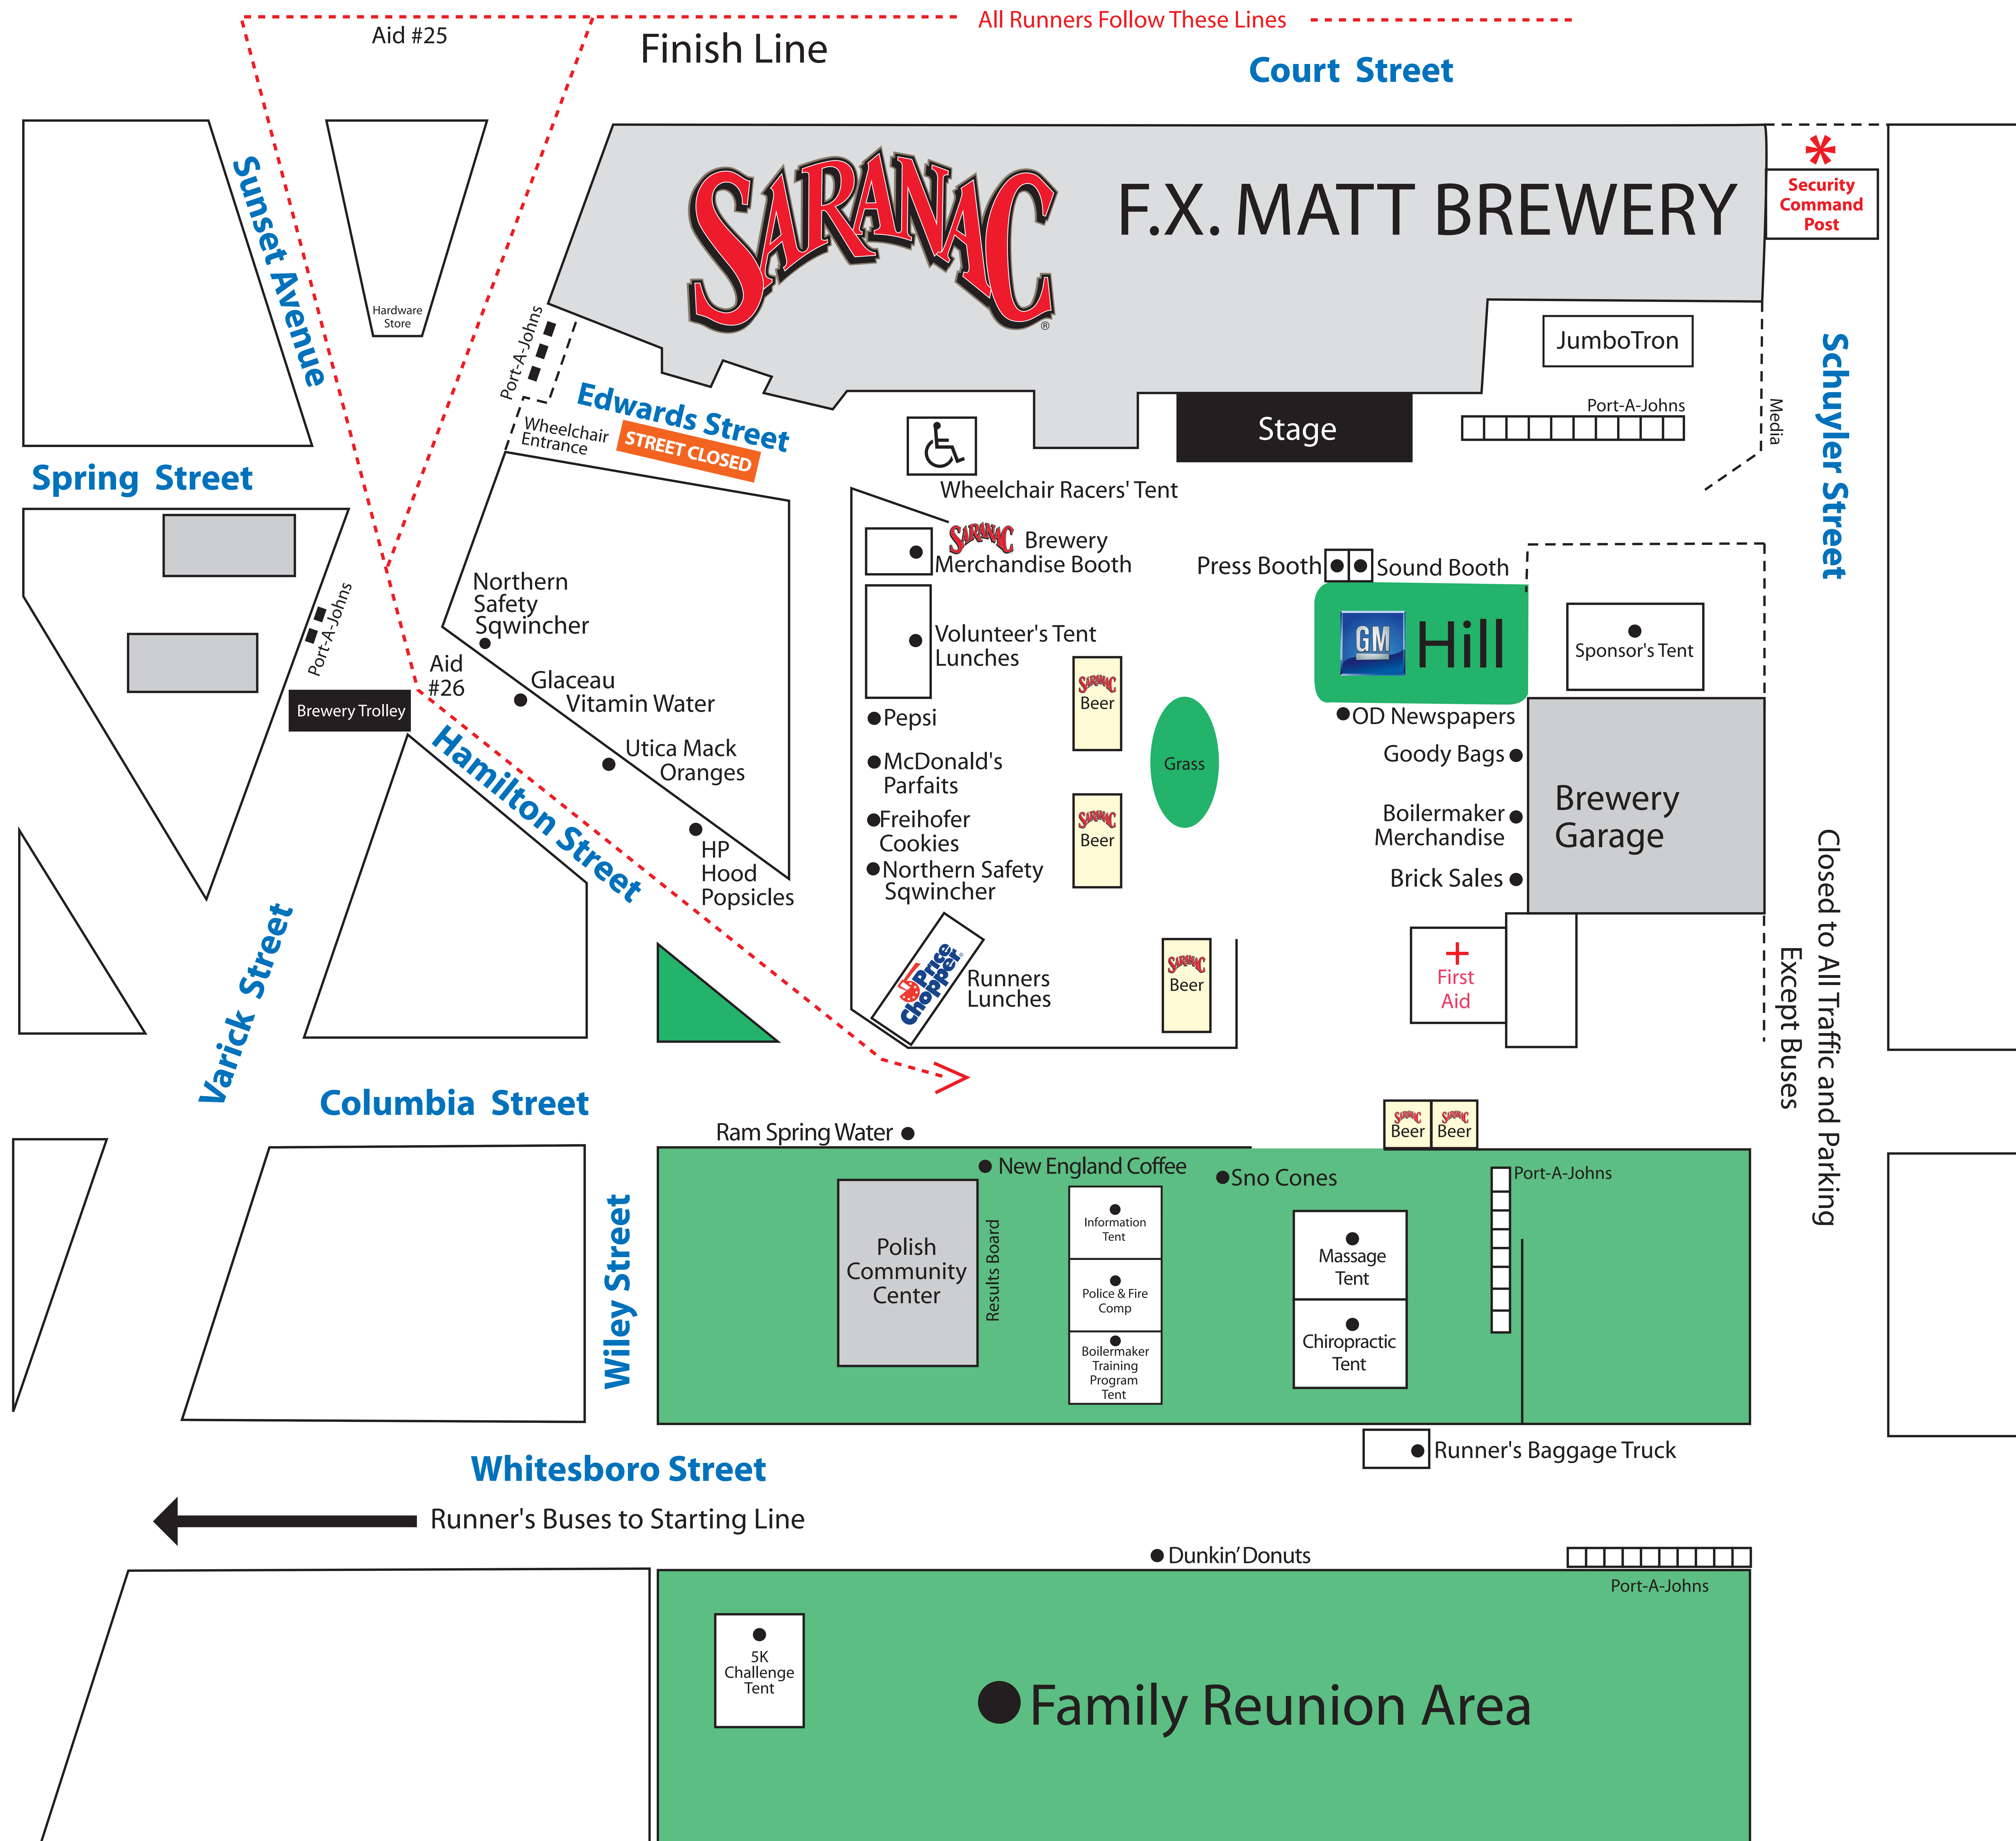 All Runners Follow These Lines
Aid #25
Finish Line
Court Street
SARANAC
®
F.X. MATT BREWERY
*
Security
Command
Post
Sunset Avenue
Hardware
Store
Port-A-Johns
Edwards Street
STREET CLOSED
Wheelchair
Entrance
JumboTron
Port-A-Johns
Media
Schuyler Street
Stage
Spring Street
Wheelchair Racers' Tent
SARANAC Brewery
Merchandise Booth
Press Booth
Sound Booth
Northern
Safety
Sqwincher
Port-A-Johns
Volunteer's Tent
Lunches
GM Hill
Sponsor's Tent
Aid
#26
Glaceau
Vitamin Water
Brewery Trolley
SARANAC
Beer
Pepsi
OD Newspapers
Hamilton Street
Utica Mack
Oranges
McDonald's
Parfaits
Grass
Goody Bags
Brewery
Garage
Freihofer
Cookies
SARANAC
Beer
Boilermaker
Merchandise
HP
Hood
Popsicles
Northern Safety
Sqwincher
Brick Sales
Closed to All Traffic and Parking
Except Buses
Varick Street
Price
Chopper
Runners
Lunches
SARANAC
Beer
+
First
Aid
Columbia Street
Ram Spring Water
SARANAC
Beer
SARANAC
Beer
New England Coffee
Sno Cones
Port-A-Johns
Wiley Street
Polish
Community
Center
Results Board
Information
Tent
Police & Fire
Comp
Boilermaker
Training
Program
Tent
Massage
Tent
Chiropractic
Tent
Runner's Baggage Truck
Whitesboro Street
Runner's Buses to Starting Line
Dunkin' Donuts
Port-A-Johns
5K
Challenge
Tent
Family Reunion Area